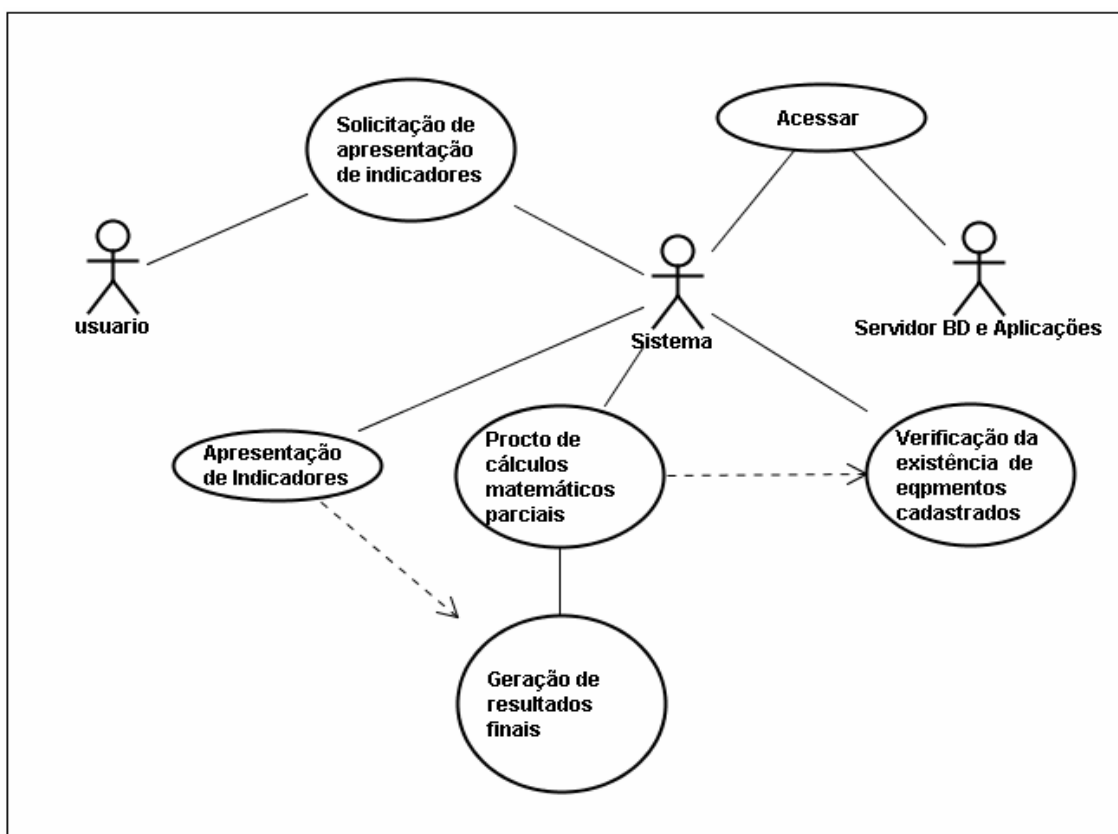 Solicitação de
apresentação
de indicadores
Acessar
usuario
Sistema
Servidor BD e Aplicações
Apresentação
de Indicadores
Procto de
cálculos
matemáticos
parciais
Verificação da
existência de
eqpmentos
cadastrados
Geração de
resultados
finais